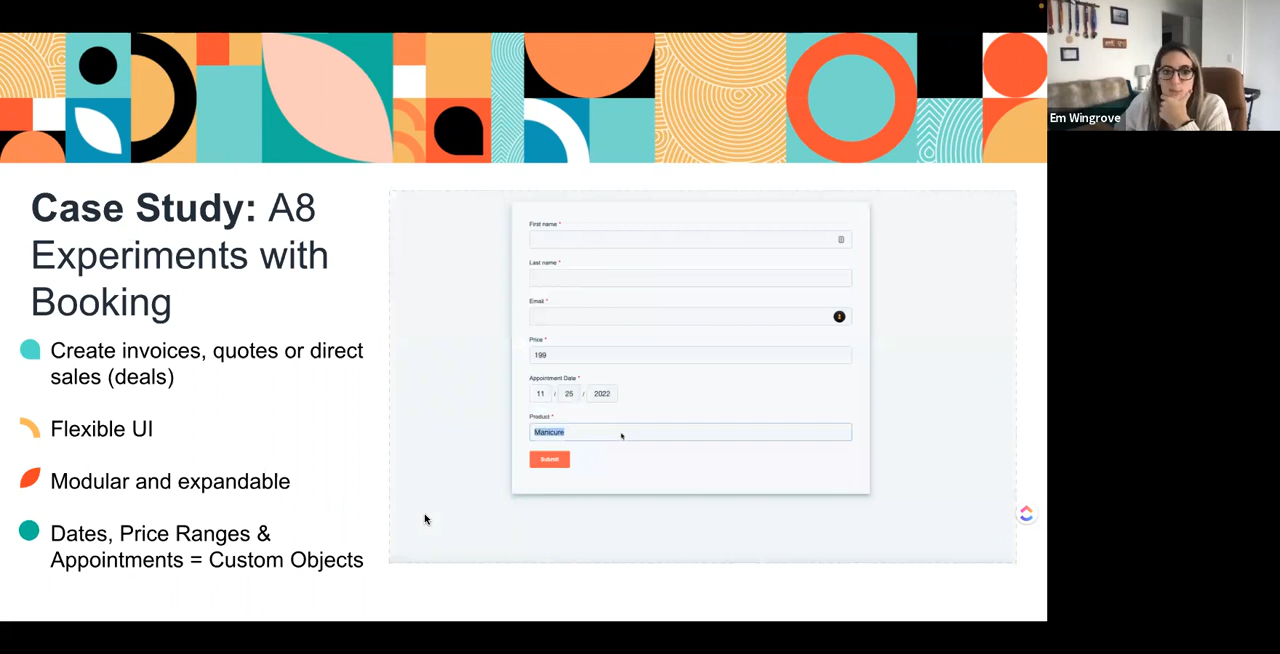 Em Wingrove
Case Study: A8
Experiments with
Booking
Create invoices, quotes or direct
sales (deals)
Flexible UI
Modular and expandable
Dates, Price Ranges &
Appointments = Custom Objects
First name *
Last name *
Email *
Price *
199
Appointment Date *
11 / 25 / 2022
Product *
Manicure
Submit